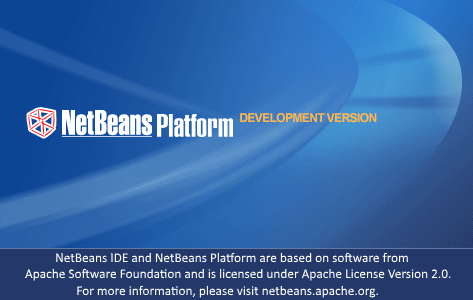 NetBeans Platform DEVELOPMENT VERSION
NetBeans IDE and NetBeans Platform are based on software from
Apache Software Foundation and is licensed under Apache License Version 2.0.
For more information, please visit netbeans.apache.org.